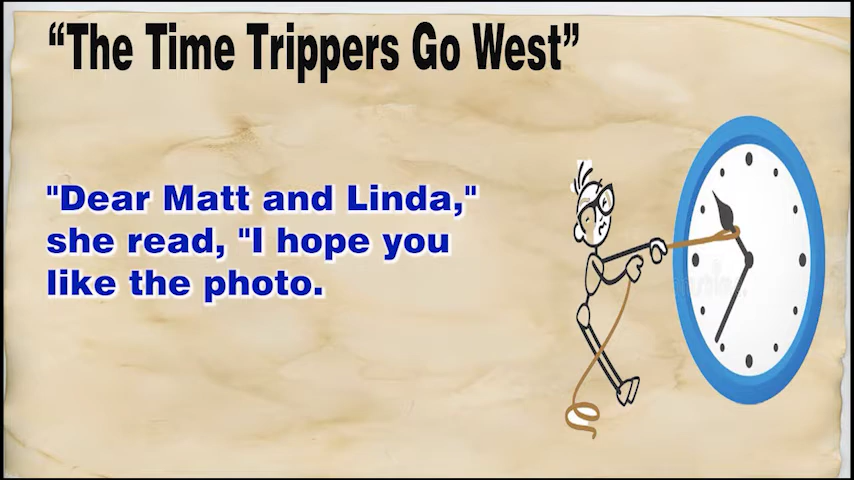 “The Time Trippers Go West”
"Dear Matt and Linda,"
she read, "I hope you
like the photo.